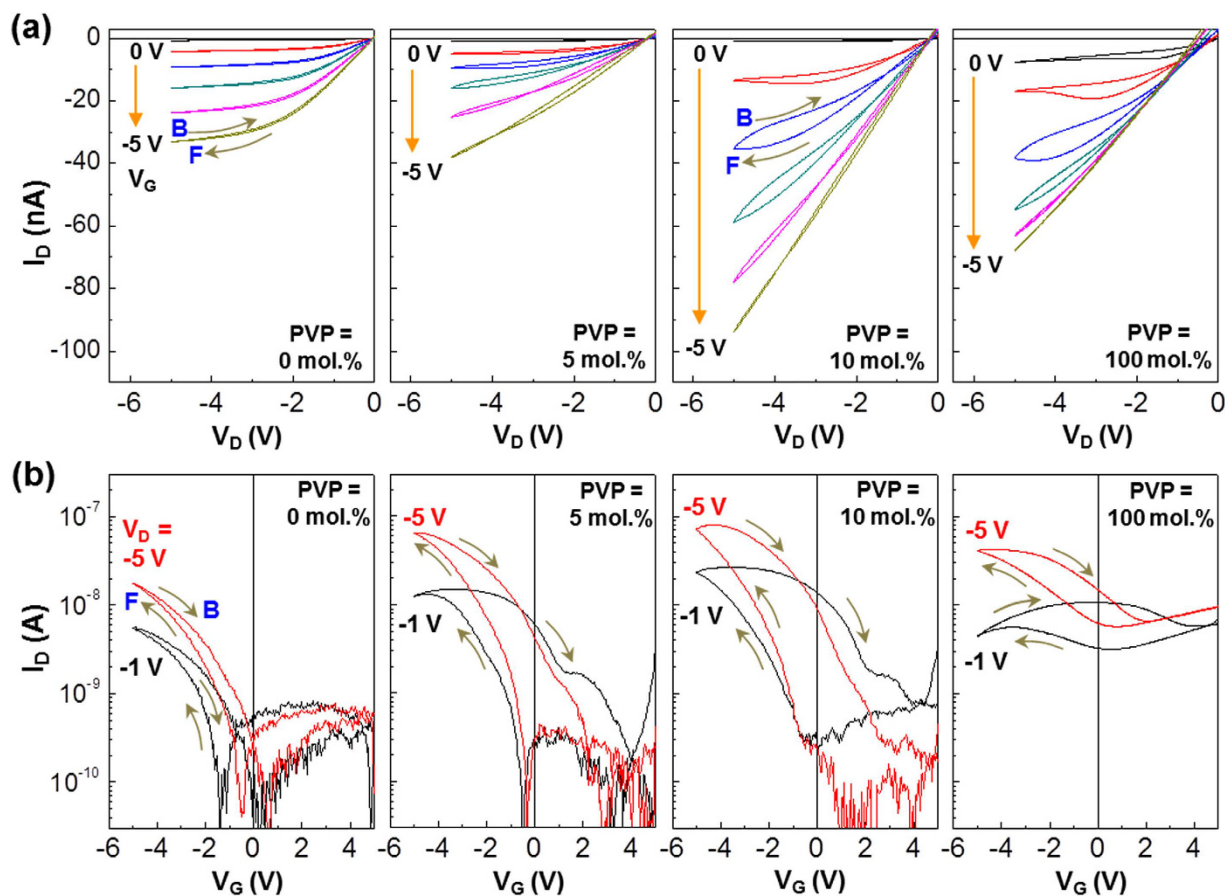 (a)
I_D (nA)
0
-20
-40
-60
-80
-100
0 V
B
F
-5 V
V_G
PVP =
0 mol.%
-6 -4 -2 0
V_D (V)
0 V
-5 V
PVP =
5 mol.%
-6 -4 -2 0
V_D (V)
0 V
B
F
-5 V
PVP =
10 mol.%
-6 -4 -2 0
V_D (V)
0 V
-5 V
PVP =
100 mol.%
-6 -4 -2 0
V_D (V)
(b)
I_D (A)
10^-7
10^-8
10^-9
10^-10
PVP =
0 mol.%
V_D =
-5 V
F
B
-1 V
-6 -4 -2 0 2 4
V_G (V)
PVP =
5 mol.%
-5 V
-1 V
-6 -4 -2 0 2 4
V_G (V)
PVP =
10 mol.%
-5 V
-1 V
-6 -4 -2 0 2 4
V_G (V)
PVP =
100 mol.%
-5 V
-1 V
-6 -4 -2 0 2 4 6
V_G (V)